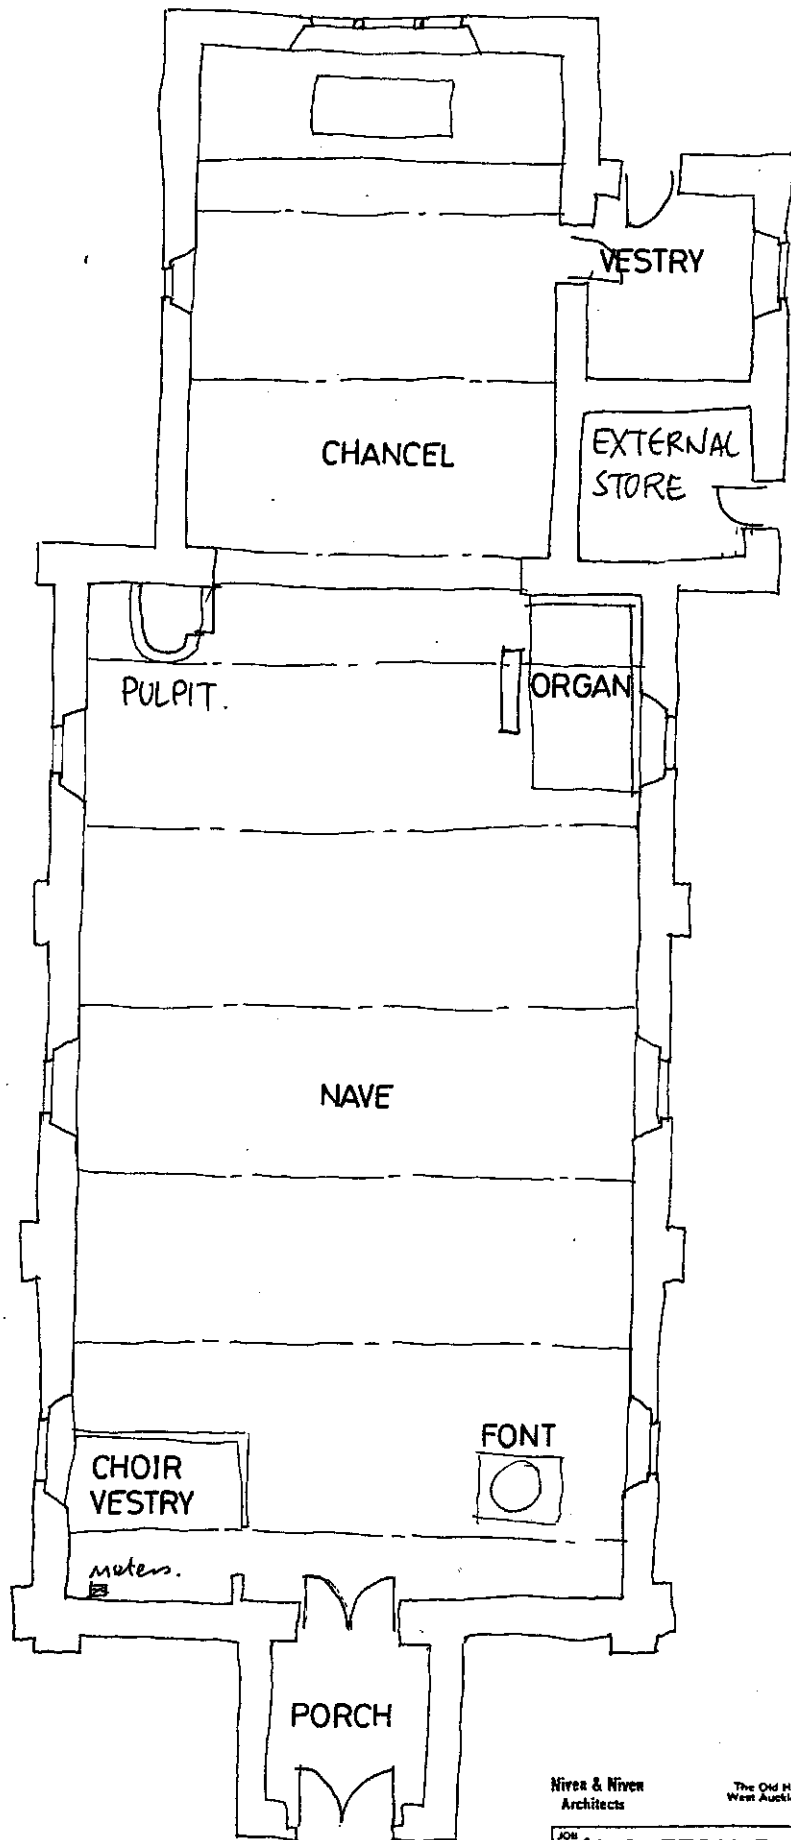 VESTRY
CHANCEL
EXTERNAL
STORE
PULPIT.
ORGAN
NAVE
FONT
CHOIR
VESTRY
meters.
PORCH
Niven & Niven
Architects
The Old H
West Auckl
JOB